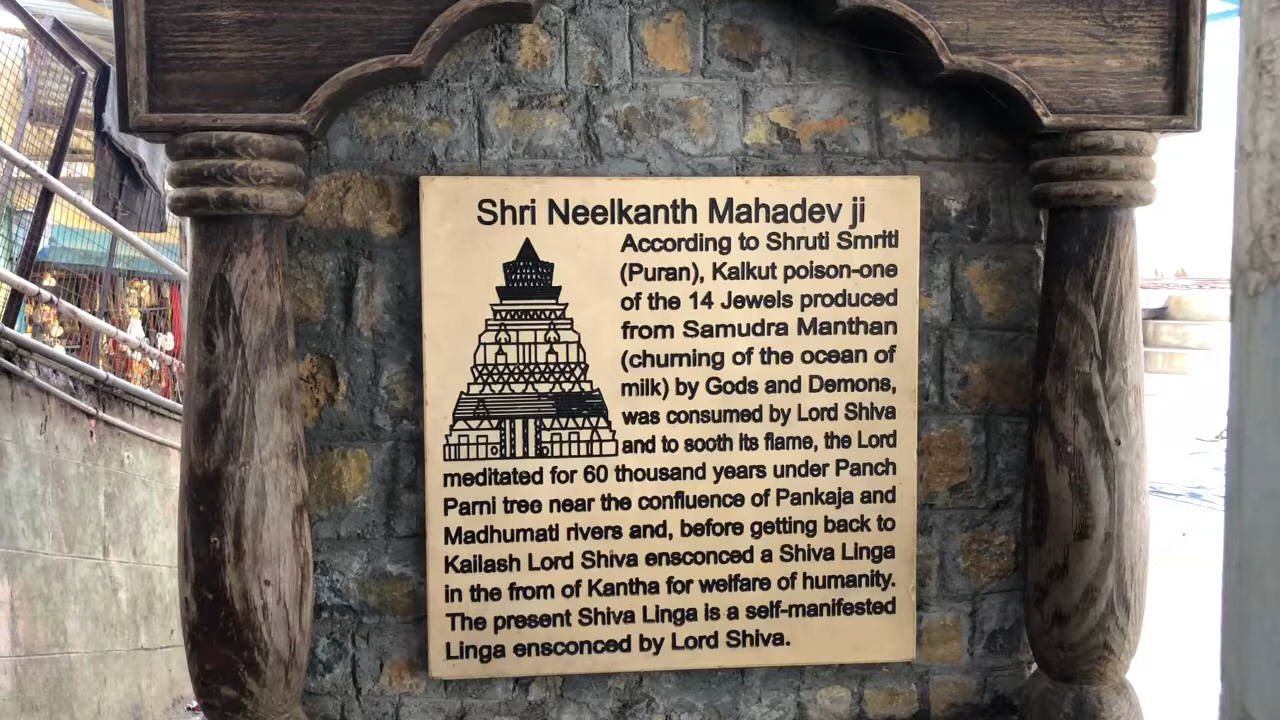 Shri Neelkanth Mahadev ji
According to Shruti Smriti
(Puran), Kalkut poison-one
of the 14 Jewels produced
from Samudra Manthan
(churning of the ocean of
milk) by Gods and Demons,
was consumed by Lord Shiva
and to sooth its flame, the Lord
meditated for 60 thousand years under Panch
Parni tree near the confluence of Pankaja and
Madhumati rivers and, before getting back to
Kailash Lord Shiva ensconced a Shiva Linga
in the from of Kantha for welfare of humanity.
The present Shiva Linga is a self-manifested
Linga ensconced by Lord Shiva.